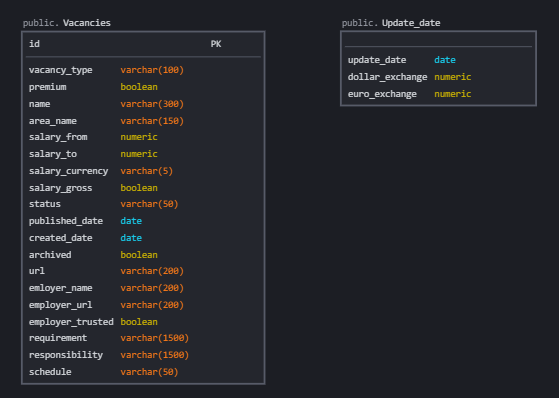 public. Vacancies
id PK
vacancy_type varchar(100)
premium boolean
name varchar(300)
area_name varchar(150)
salary_from numeric
salary_to numeric
salary_currency varchar(5)
salary_gross boolean
status varchar(50)
published_date date
created_date date
archived boolean
url varchar(200)
emloyer_name varchar(200)
employer_url varchar(200)
employer_trusted boolean
requirement varchar(1500)
responsibility varchar(1500)
schedule varchar(50)
public. Update_date
update_date date
dollar_exchange numeric
euro_exchange numeric